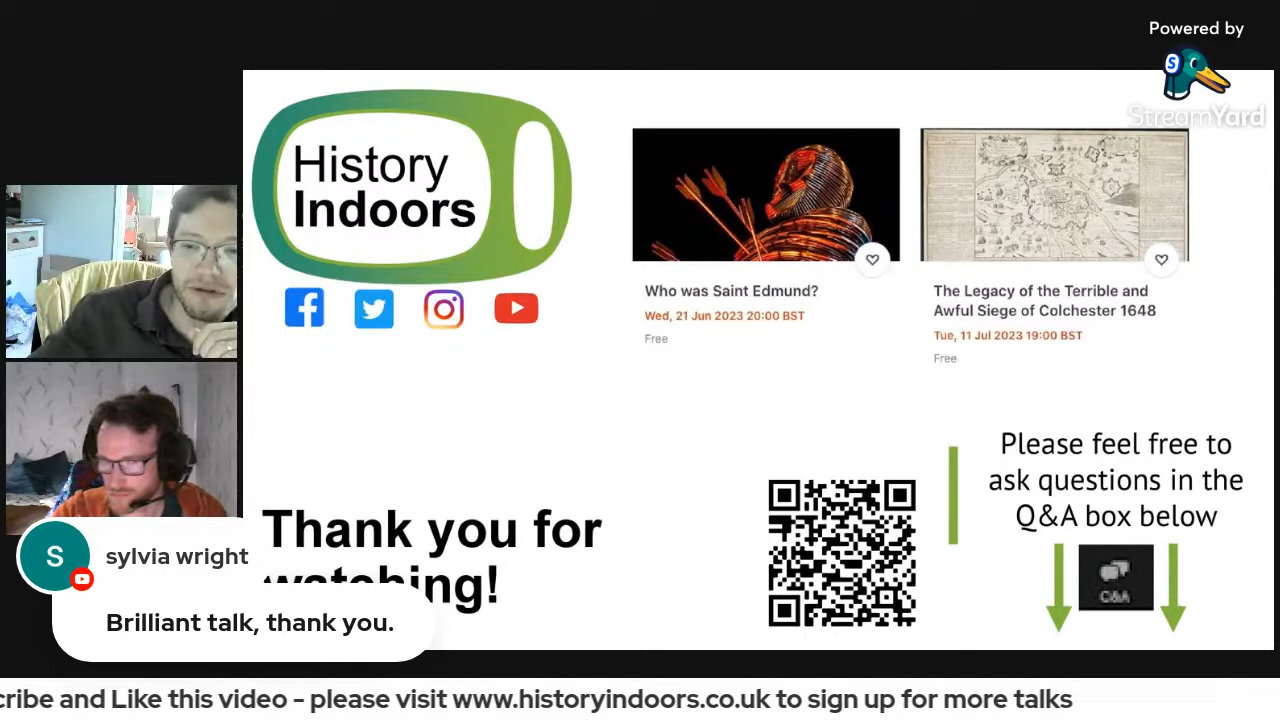 Powered by
StreamYard
History
Indoors
Who was Saint Edmund?
Wed, 21 Jun 2023 20:00 BST
Free
The Legacy of the Terrible and
Awful Siege of Colchester 1648
Tue, 11 Jul 2023 19:00 BST
Free
Please feel free to
ask questions in the
Q&A box below
Q&A
Thank you for
watching!
S
sylvia wright
Brilliant talk, thank you.
cribe and Like this video - please visit www.historyindoors.co.uk to sign up for more talks